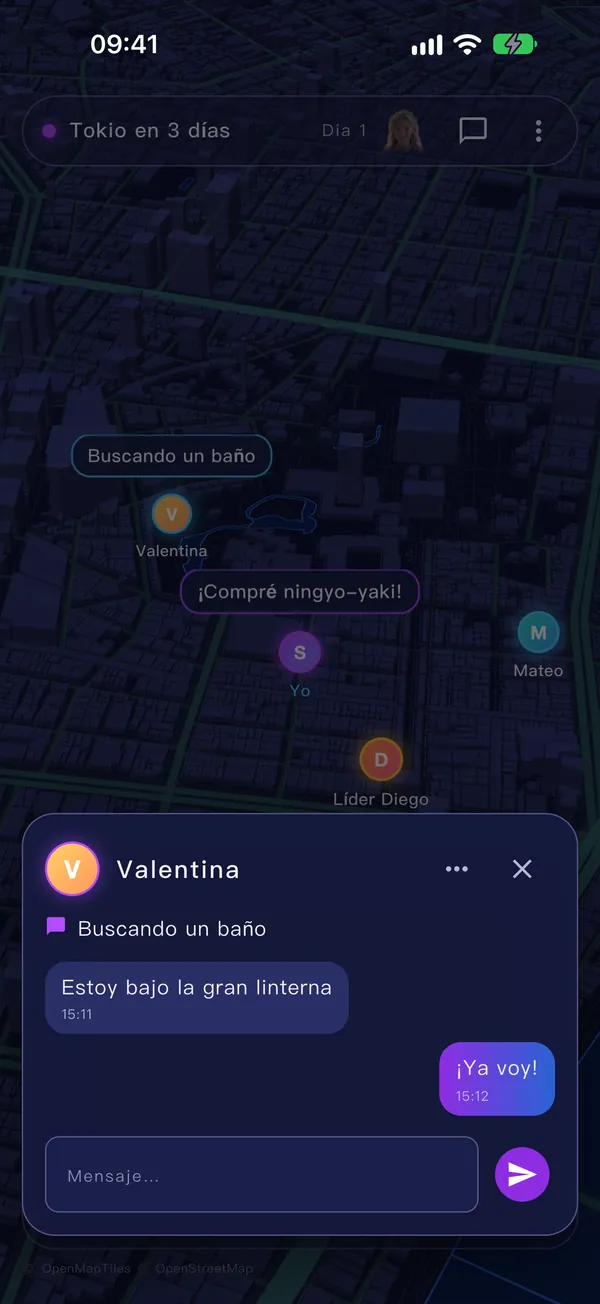 09:41
Tokio en 3 días
Día 1
Buscando un baño
V
Valentina
¡Compré ningyo-yaki!
S
Yo
M
Mateo
D
Líder Diego
V
Valentina
Buscando un baño
Estoy bajo la gran linterna
15:11
¡Ya voy!
15:12
Mensaje...
© OpenMapTiles © OpenStreetMap